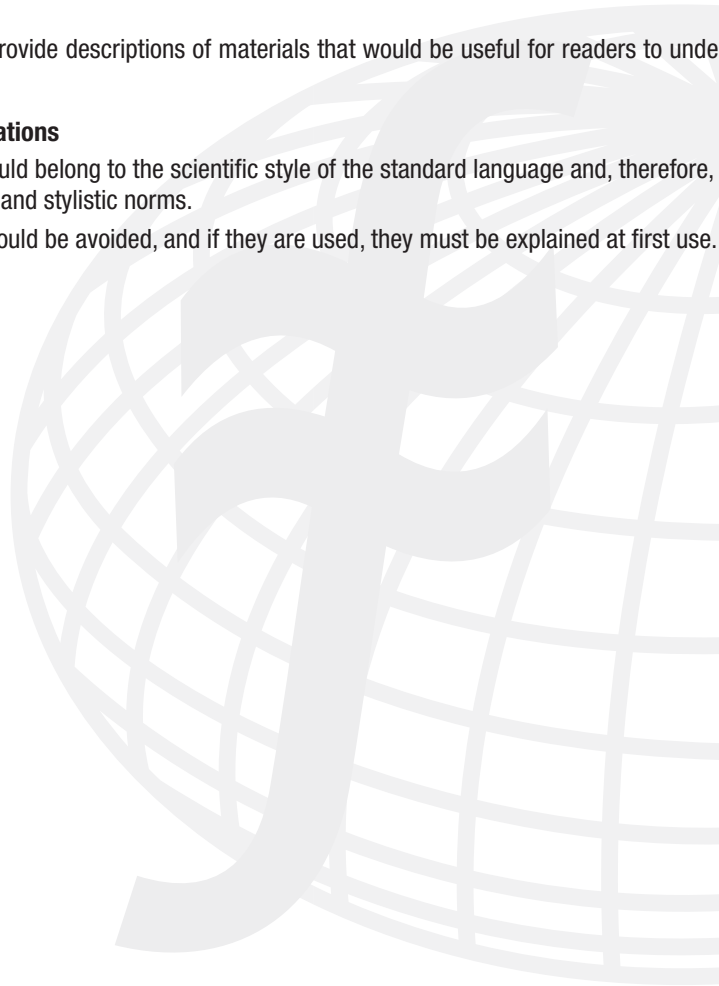 rovide descriptions of materials that would be useful for readers to unde
ations
uld belong to the scientific style of the standard language and, therefore,
and stylistic norms.
ould be avoided, and if they are used, they must be explained at first use.